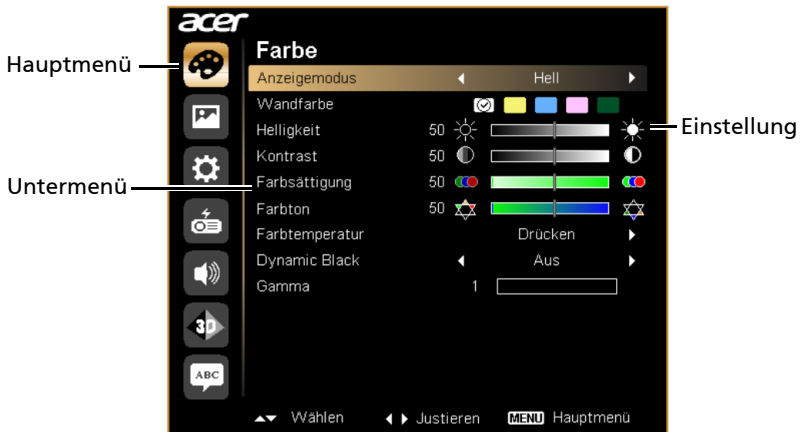 acer
Farbe
Hauptmenü
Anzeigemodus Hell
Wandfarbe
Helligkeit 50
Einstellung
Kontrast 50
Untermenü
Farbsättigung 50
Farbton 50
Farbtemperatur Drücken
Dynamic Black Aus
Gamma 1
3D
ABC
Wählen Justieren MENU Hauptmenü